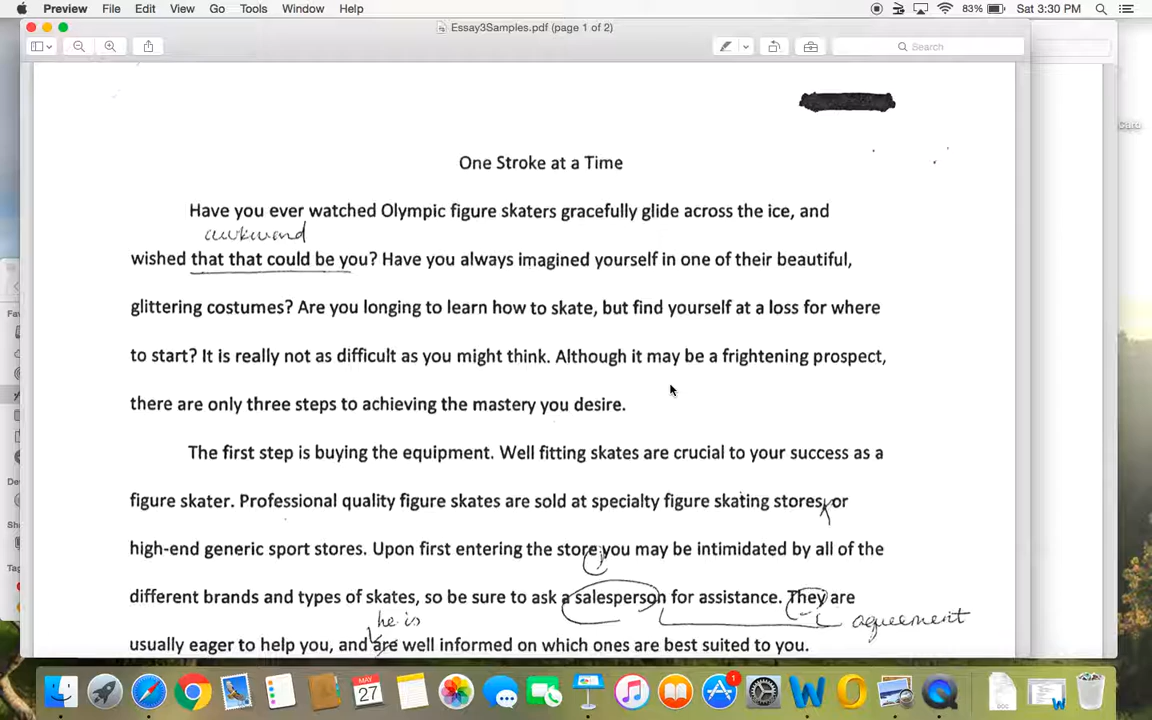 Preview File Edit View Go Tools Window Help 83% Sat 3:30 PM
Essay3Samples.pdf (page 1 of 2)
Search
Card
One Stroke at a Time
Have you ever watched Olympic figure skaters gracefully glide across the ice, and
awkward
wished that that could be you? Have you always imagined yourself in one of their beautiful,
glittering costumes? Are you longing to learn how to skate, but find yourself at a loss for where
to start? It is really not as difficult as you might think. Although it may be a frightening prospect,
there are only three steps to achieving the mastery you desire.
The first step is buying the equipment. Well fitting skates are crucial to your success as a
figure skater. Professional quality figure skates are sold at specialty figure skating stores, or
high-end generic sport stores. Upon first entering the store, you may be intimidated by all of the
different brands and types of skates, so be sure to ask a salesperson for assistance. They are
he is
agreement
usually eager to help you, and are well informed on which ones are best suited to you.
Fav
De
Sha
Tag
MAY
27
1
DOC